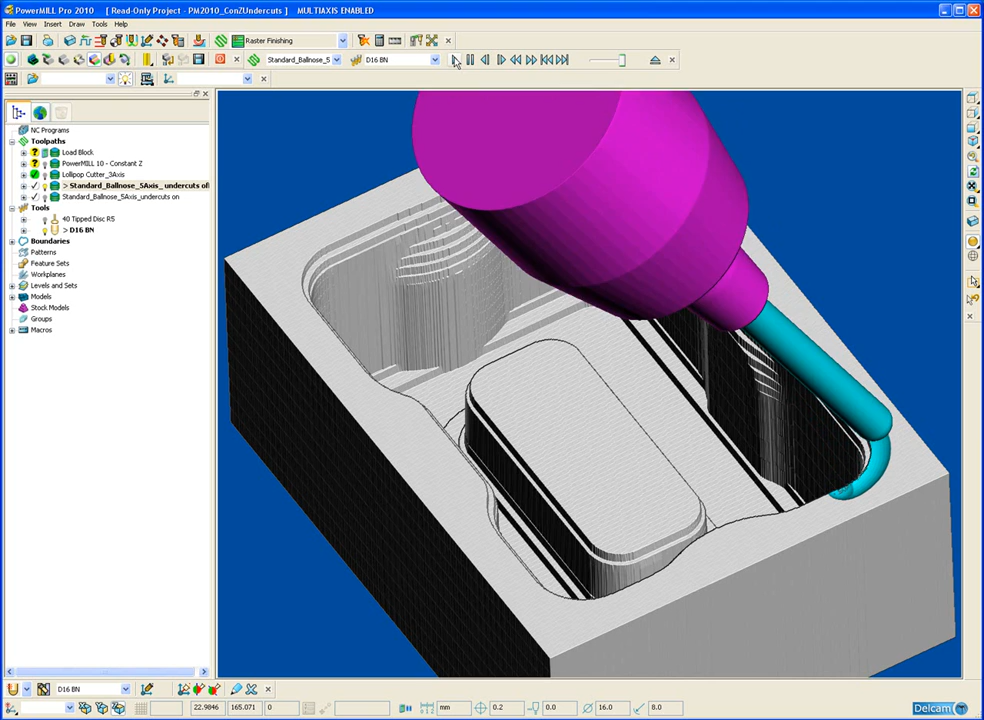 PowerMILL Pro 2010 [ Read-Only Project - PM2010_ConZUndercuts ] MULTIAXIS ENABLED
File View Insert Draw Tools Help
Raster Finishing
Standard_Ballnose_5 D16 BN
NC Programs
Toolpaths
Load Block
PowerMILL 10 - Constant Z
Lollipop Cutter_3Axis
> Standard_Ballnose_5Axis_ undercuts off
Standard_Ballnose_5Axis_undercuts on
Tools
40 Tipped Disc R5
> D16 BN
Boundaries
Patterns
Feature Sets
Workplanes
Levels and Sets
Models
Stock Models
Groups
Macros
D16 BN
22.9846 165.071 0 mm 0.2 0.0 16.0 8.0 Delcam